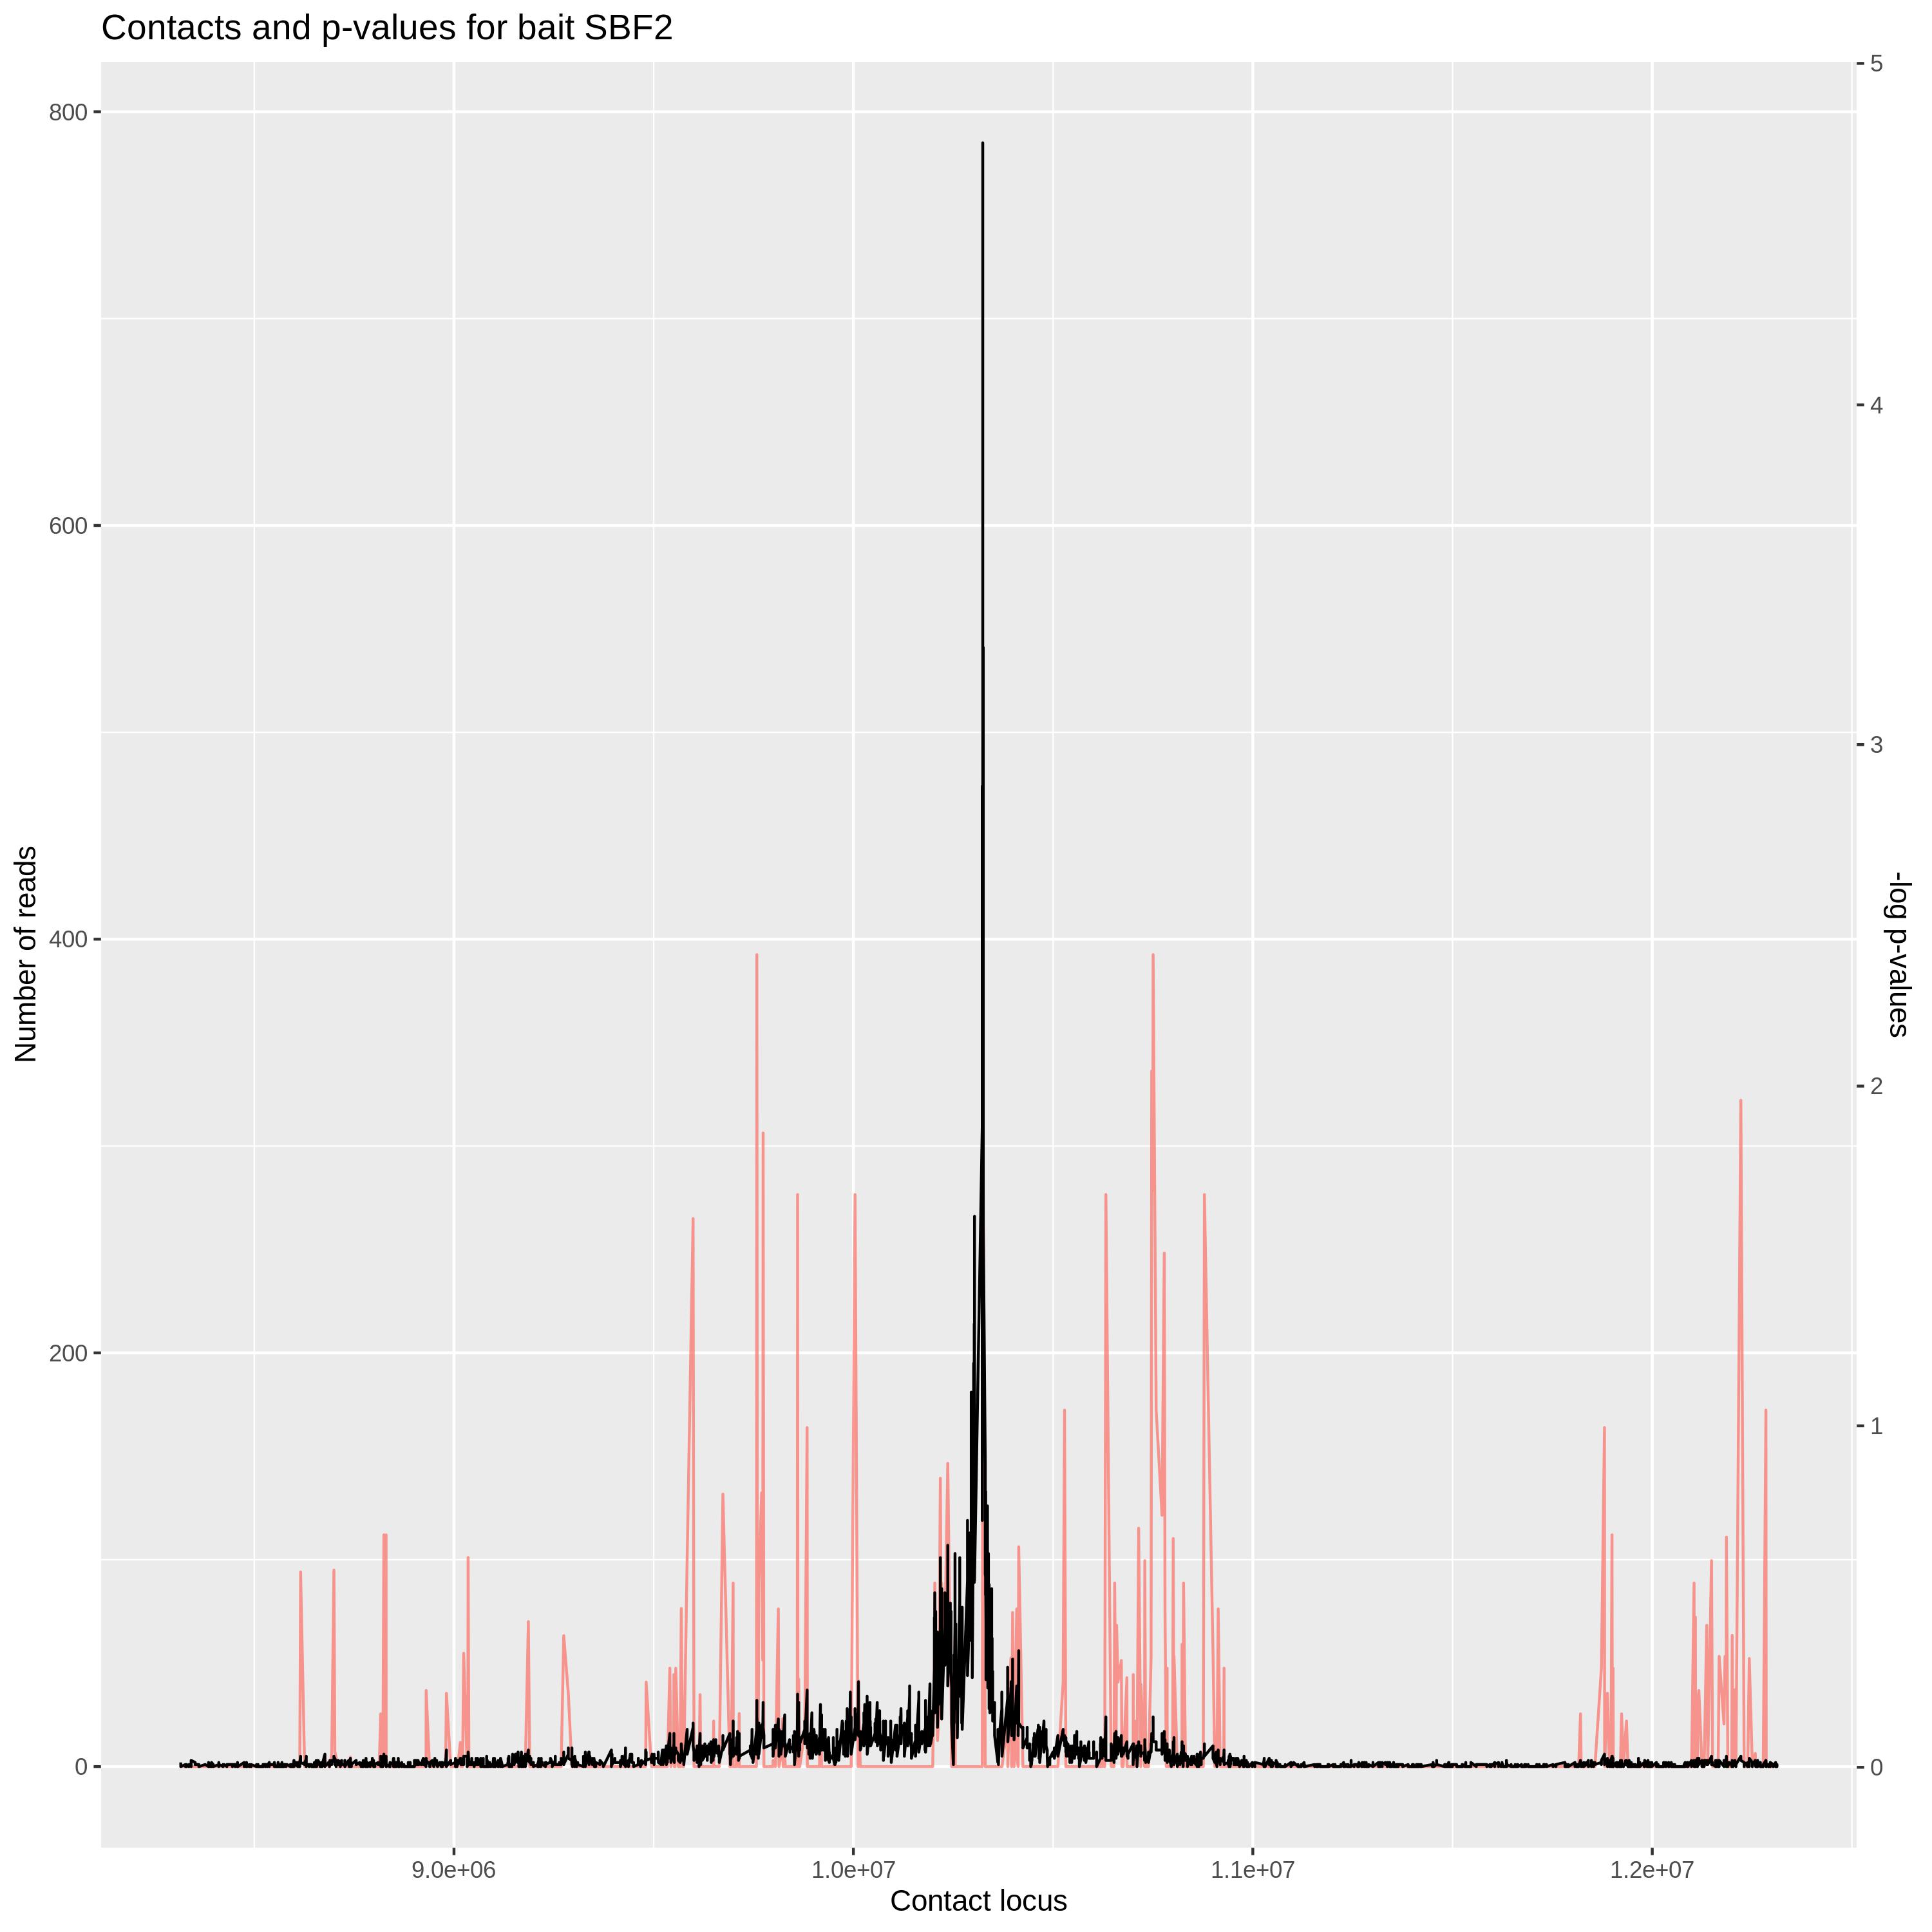 Contacts and p-values for bait SBF2
800
600
400
200
0
Number of reads
5
4
3
2
1
0
-log p-values
9.0e+06
1.0e+07
1.1e+07
1.2e+07
Contact locus